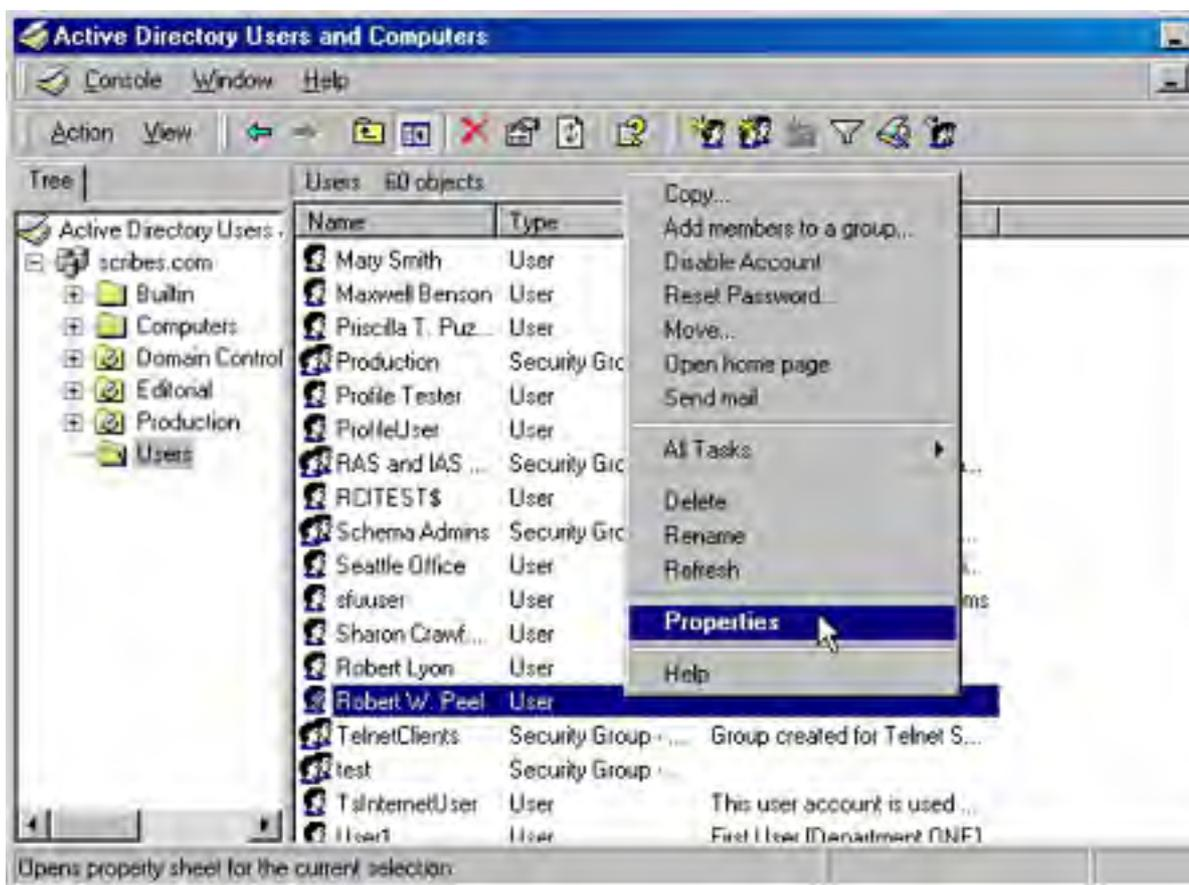 Active Directory Users and Computers
Console Window Help
Action View
Tree
Users 60 objects
Name Type
Active Directory Users .
scribes.com
Builtin
Computers
Domain Control
Editorial
Production
Users
Mary Smith User
Maxwell Benson User
Priscilla T. Puz... User
Production Security Gro
Profile Tester User
ProfileUser User
RAS and IAS ... Security Gro
RCITEST$ User
Schema Admins Security Gro
Seattle Office User
sfuuser User
Sharon Crawf... User
Robert Lyon User
Robert W. Peel User
TelnetClients Security Group - ... Group created for Telnet S...
test Security Group -
TsInternetUser User This user account is used ...
User1 User First User (Department ONE)
Copy...
Add members to a group...
Disable Account
Reset Password...
Move...
Open home page
Send mail
All Tasks
Delete
Rename
Refresh
Properties
Help
Opens property sheet for the current selection